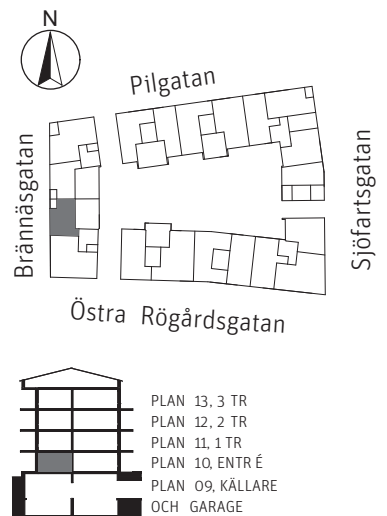 N
Pilgatan
Brännäsgatan
Sjöfartsgatan
Östra Rögårdsgatan
PLAN 13, 3 TR
PLAN 12, 2 TR
PLAN 11, 1 TR
PLAN 10, ENTR É
PLAN 09, KÄLLARE
OCH GARAGE